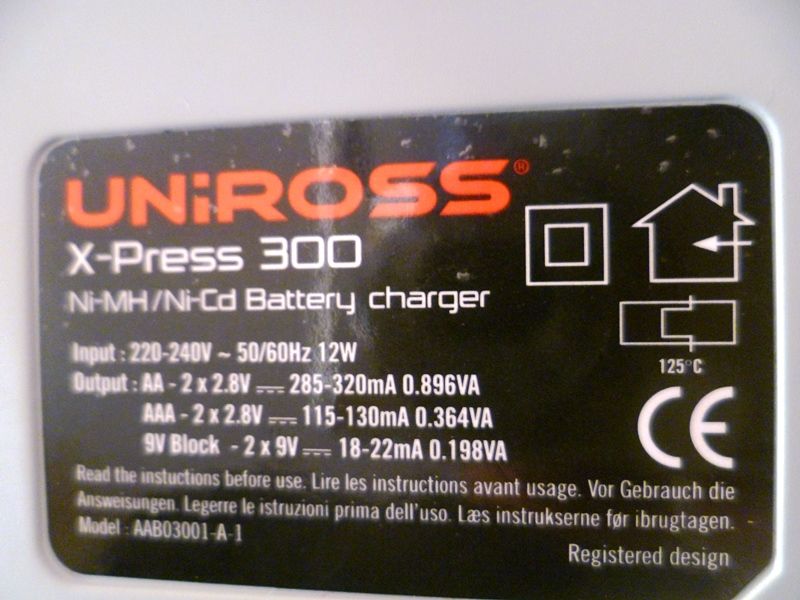 UNiROSS®
X-Press 300
Ni-MH/Ni-Cd Battery charger
Input : 220-240V ~ 50/60Hz 12W
Output : AA - 2 x 2.8V ⎓ 285-320mA 0.896VA
AAA - 2 x 2.8V ⎓ 115-130mA 0.364VA
9V Block - 2 x 9V ⎓ 18-22mA 0.198VA
125°C
CE
Read the instuctions before use. Lire les instructions avant usage. Vor Gebrauch die
Answeisungen. Legerre le istruzioni prima dell'uso. Læs instrukserne før ibrugtagen.
Model : AAB03001-A-1
Registered design